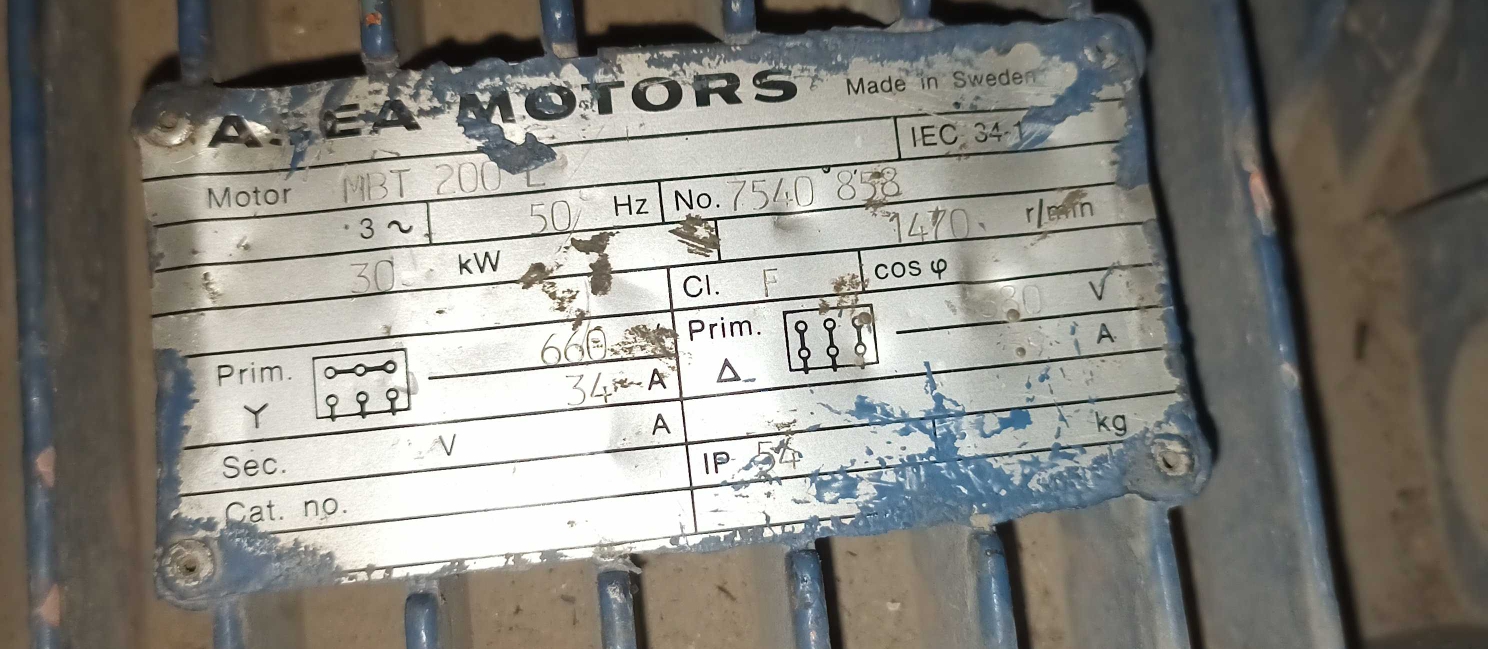 MOTORS Made in Sweden
IEC 34-1
Motor MBT 200 L
3 ~ 50 Hz No. 7540 858
30 kW 1470 r/min
Cl. F cos φ
Prim. Y 660
34 A
Prim. Δ 380 V
A
Sec. V A
IP 54 kg
Cat. no.